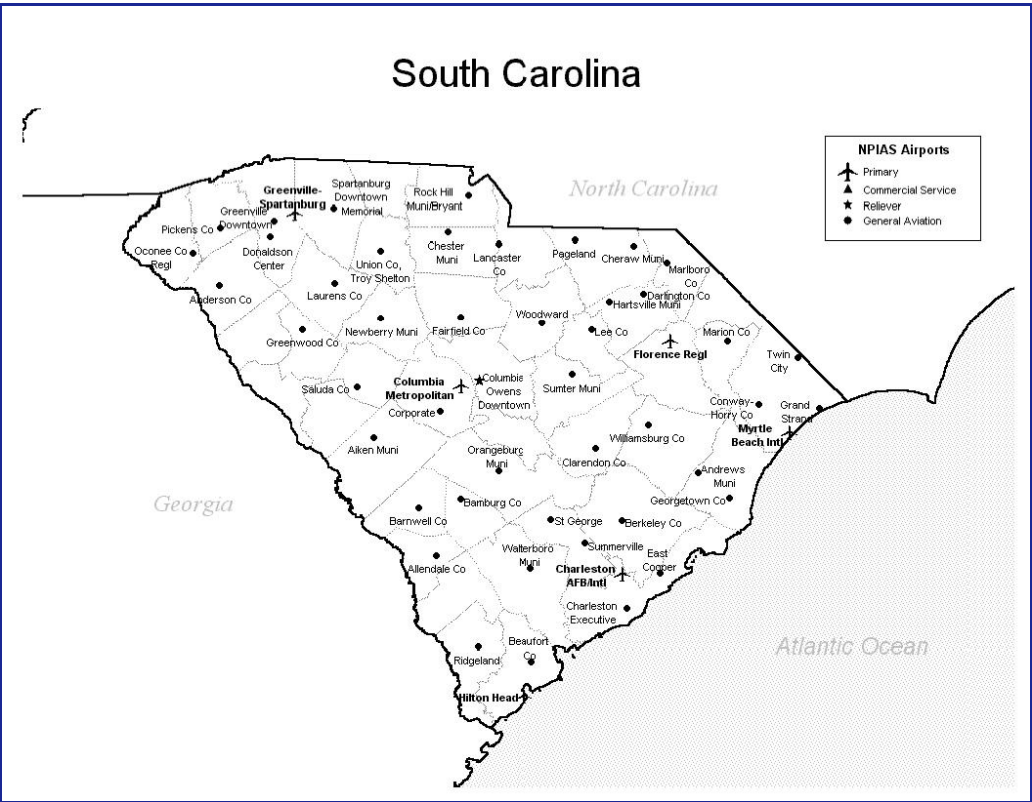 South Carolina
NPIAS Airports
Primary
Commercial Service
Reliever
General Aviation
North Carolina
Georgia
Atlantic Ocean
Greenville-
Spartanburg
Spartanburg
Downtown
Memorial
Rock Hill
Muni/Bryant
Greenville
Downtown
Pickens Co
Oconee Co
Regl
Donaldson
Center
Union Co,
Troy Shelton
Chester
Muni
Lancaster
Co
Pageland
Cheraw Muni
Marlboro
Co
Anderson Co
Laurens Co
Darlington Co
Hartsville Muni
Woodward
Greenwood Co
Newberry Muni
Fairfield Co
Lee Co
Marion Co
Florence Regl
Twin
City
Saluda Co
Columbia
Metropolitan
Columbia
Owens
Downtown
Sumter Muni
Corporate
Conway-
Horry Co
Grand
Strand
Myrtle
Beach Intl
Aiken Muni
Orangeburg
Muni
Clarendon Co
Williamsburg Co
Andrews
Muni
Georgetown Co
Barnwell Co
Bamburg Co
St George
Berkeley Co
Walterboro
Muni
Summerville
East
Cooper
Allendale Co
Charleston
AFB/Intl
Charleston
Executive
Ridgeland
Beaufort
Co
Hilton Head